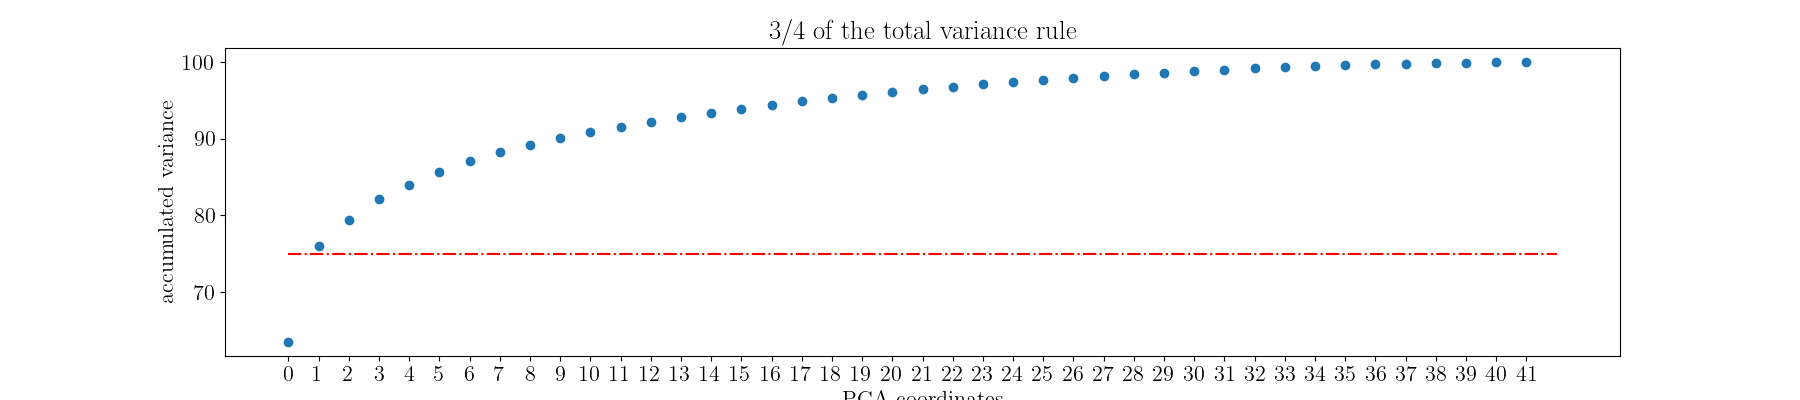 3/4 of the total variance rule
100
90
80
70
accumulated variance
0 1 2 3 4 5 6 7 8 9 10 11 12 13 14 15 16 17 18 19 20 21 22 23 24 25 26 27 28 29 30 31 32 33 34 35 36 37 38 39 40 41
PCA coordinates